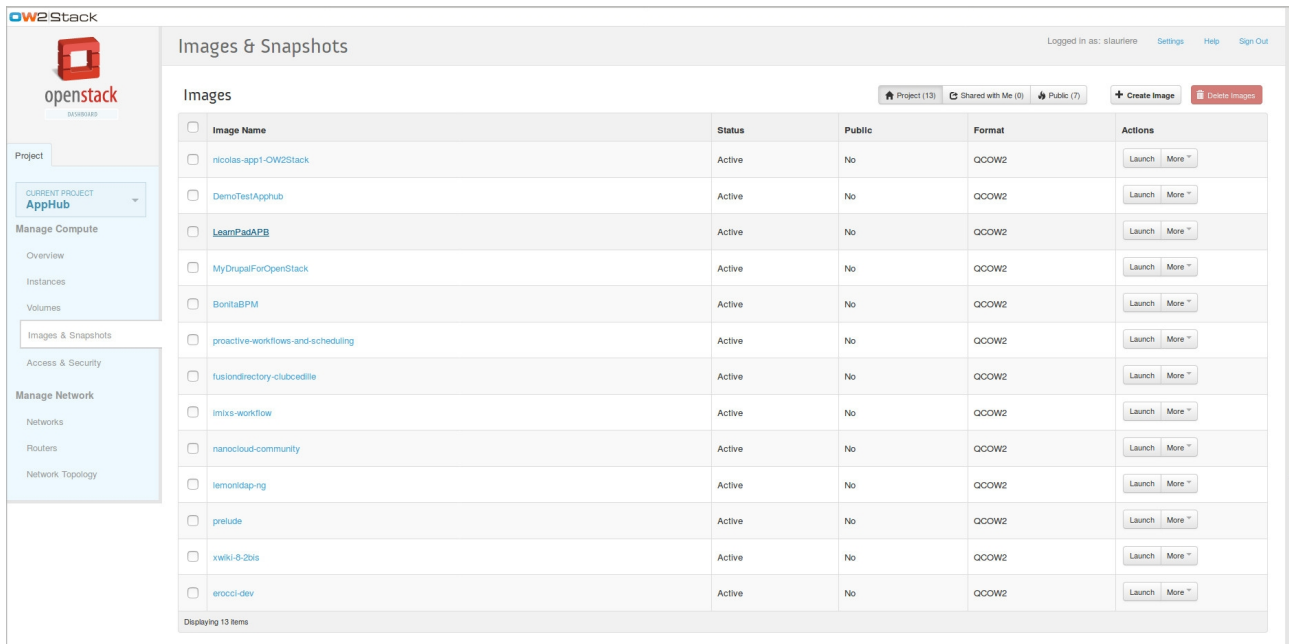 OW2Stack
openstack
DASHBOARD
Project
CURRENT PROJECT
AppHub
Manage Compute
Overview
Instances
Volumes
Images & Snapshots
Access & Security
Manage Network
Networks
Routers
Network Topology
Images & Snapshots
Logged in as: slauriere Settings Help Sign Out
Images
Project (13) Shared with Me (0) Public (7) + Create Image Delete Images
Image Name Status Public Format Actions
nicolas-app1-OW2Stack Active No QCOW2 Launch More
DemoTestApphub Active No QCOW2 Launch More
LearnPadAPB Active No QCOW2 Launch More
MyDrupalForOpenStack Active No QCOW2 Launch More
BonitaBPM Active No QCOW2 Launch More
proactive-workflows-and-scheduling Active No QCOW2 Launch More
fusiondirectory-clubcedille Active No QCOW2 Launch More
imixs-workflow Active No QCOW2 Launch More
nanocloud-community Active No QCOW2 Launch More
lemonldap-ng Active No QCOW2 Launch More
prelude Active No QCOW2 Launch More
xwiki-8-2bis Active No QCOW2 Launch More
erocci-dev Active No QCOW2 Launch More
Displaying 13 items